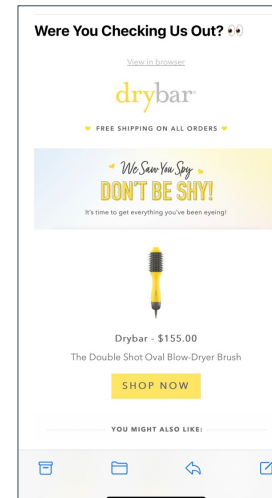 Were You Checking Us Out? 👀
View in browser
drybar®
FREE SHIPPING ON ALL ORDERS
We Saw You Spy
DON'T BE SHY!
It's time to get everything you've been eyeing!
Drybar - $155.00
The Double Shot Oval Blow-Dryer Brush
SHOP NOW
YOU MIGHT ALSO LIKE: